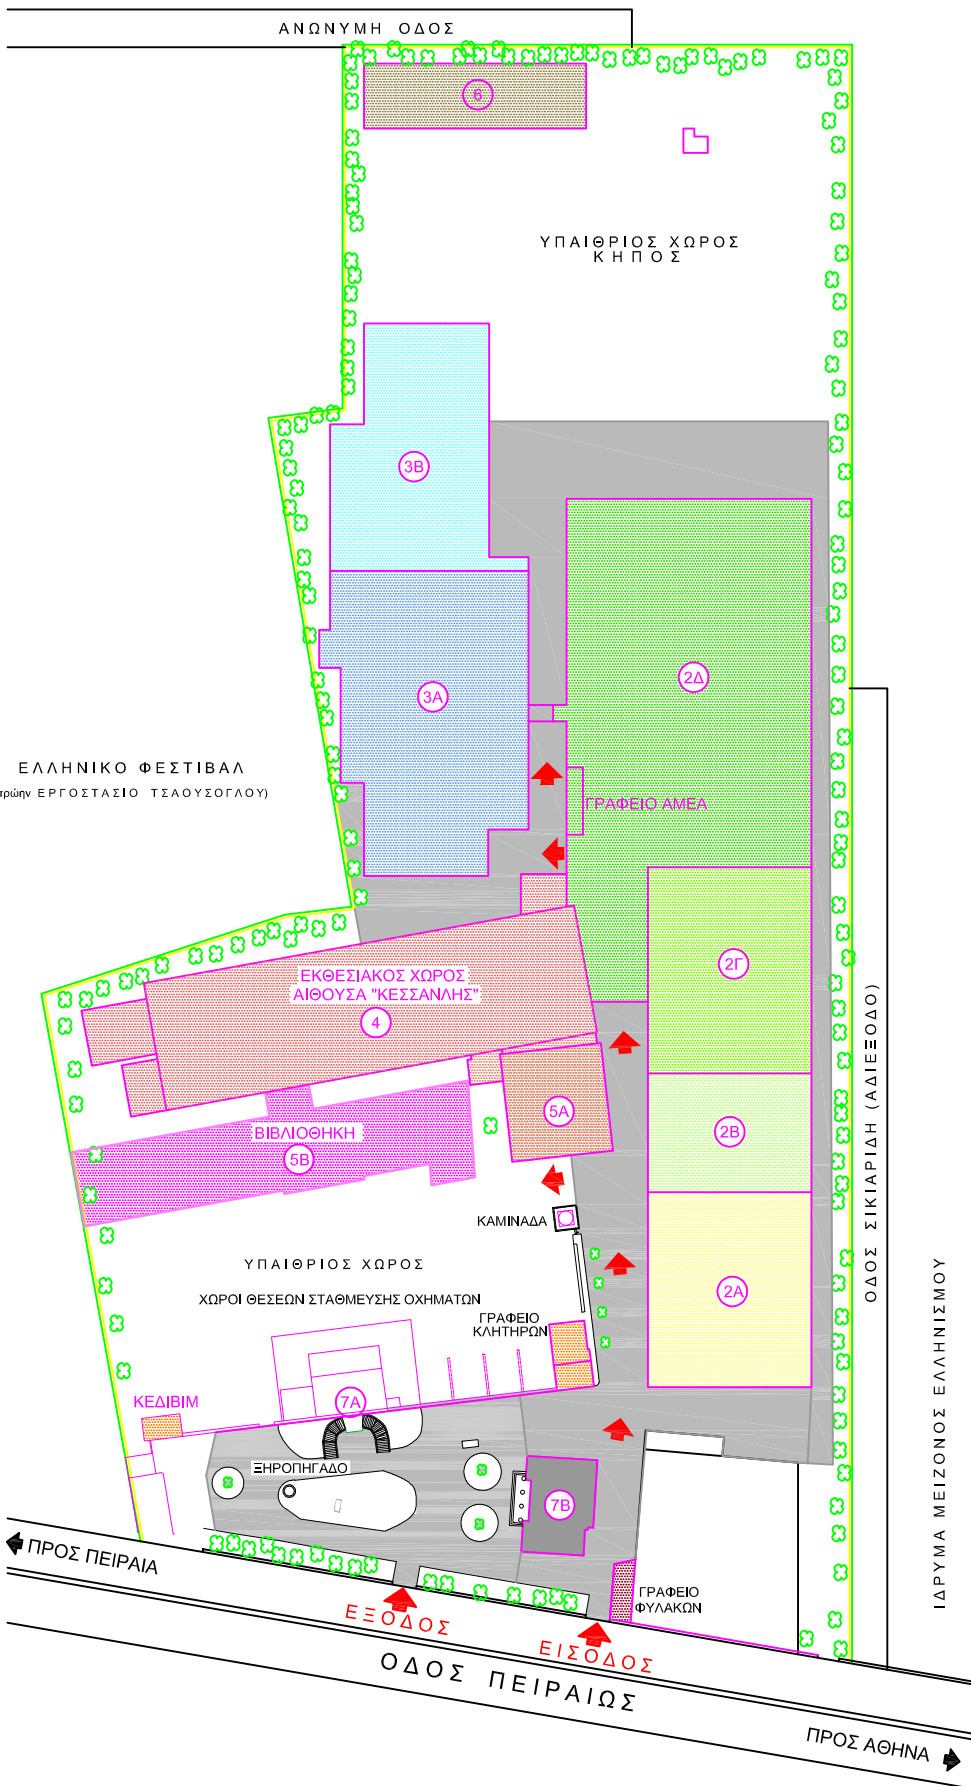 ΑΝΩΝΥΜΗ ΟΔΟΣ
6
ΥΠΑΙΘΡΙΟΣ ΧΩΡΟΣ
ΚΗΠΟΣ
3Β
3Α
2Δ
ΕΛΛΗΝΙΚΟ ΦΕΣΤΙΒΑΛ
πρώην ΕΡΓΟΣΤΑΣΙΟ ΤΣΑΟΥΣΟΓΛΟΥ)
ΓΡΑΦΕΙΟ ΑΜΕΑ
2Γ
ΕΚΘΕΣΙΑΚΟΣ ΧΩΡΟΣ
ΑΙΘΟΥΣΑ "ΚΕΣΣΑΝΛΗΣ"
4
5Α
2Β
ΒΙΒΛΙΟΘΗΚΗ
5Β
ΚΑΜΙΝΑΔΑ
ΥΠΑΙΘΡΙΟΣ ΧΩΡΟΣ
ΧΩΡΟΙ ΘΕΣΕΩΝ ΣΤΑΘΜΕΥΣΗΣ ΟΧΗΜΑΤΩΝ
2Α
ΓΡΑΦΕΙΟ
ΚΛΗΤΗΡΩΝ
ΚΕΔΙΒΙΜ
7Α
ΞΗΡΟΠΗΓΑΔΟ
7Β
ΟΔΟΣ ΣΙΚΙΑΡΙΔΗ (ΑΔΙΕΞΟΔΟ)
ΙΔΡΥΜΑ ΜΕΙΖΟΝΟΣ ΕΛΛΗΝΙΣΜΟΥ
ΠΡΟΣ ΠΕΙΡΑΙΑ
ΓΡΑΦΕΙΟ
ΦΥΛΑΚΩΝ
ΕΞΟΔΟΣ
ΕΙΣΟΔΟΣ
ΟΔΟΣ ΠΕΙΡΑΙΩΣ
ΠΡΟΣ ΑΘΗΝΑ